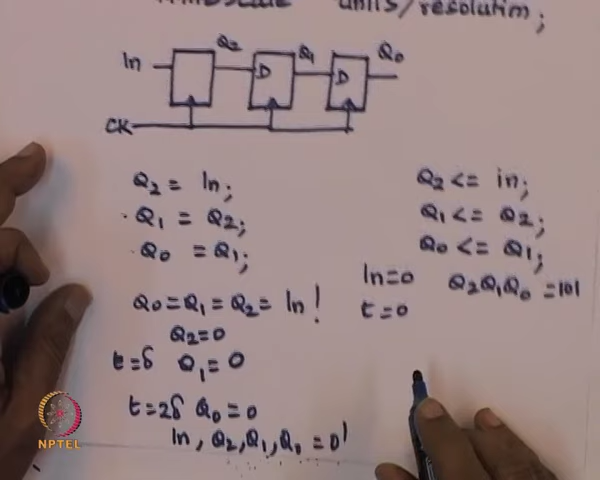 units/resolution;
In Q2 Q1 Q0
D D
CK
Q2 = In;
Q1 = Q2;
Q0 = Q1;
Q0 = Q1 = Q2 = In!
Q2 = 0
t = δ Q1 = 0
t = 2δ Q0 = 0
In, Q2, Q1, Q0 = 0'
Q2 <= in;
Q1 <= Q2;
Q0 <= Q1;
In = 0 Q2Q1Q0 = 101
t = 0
NPTEL